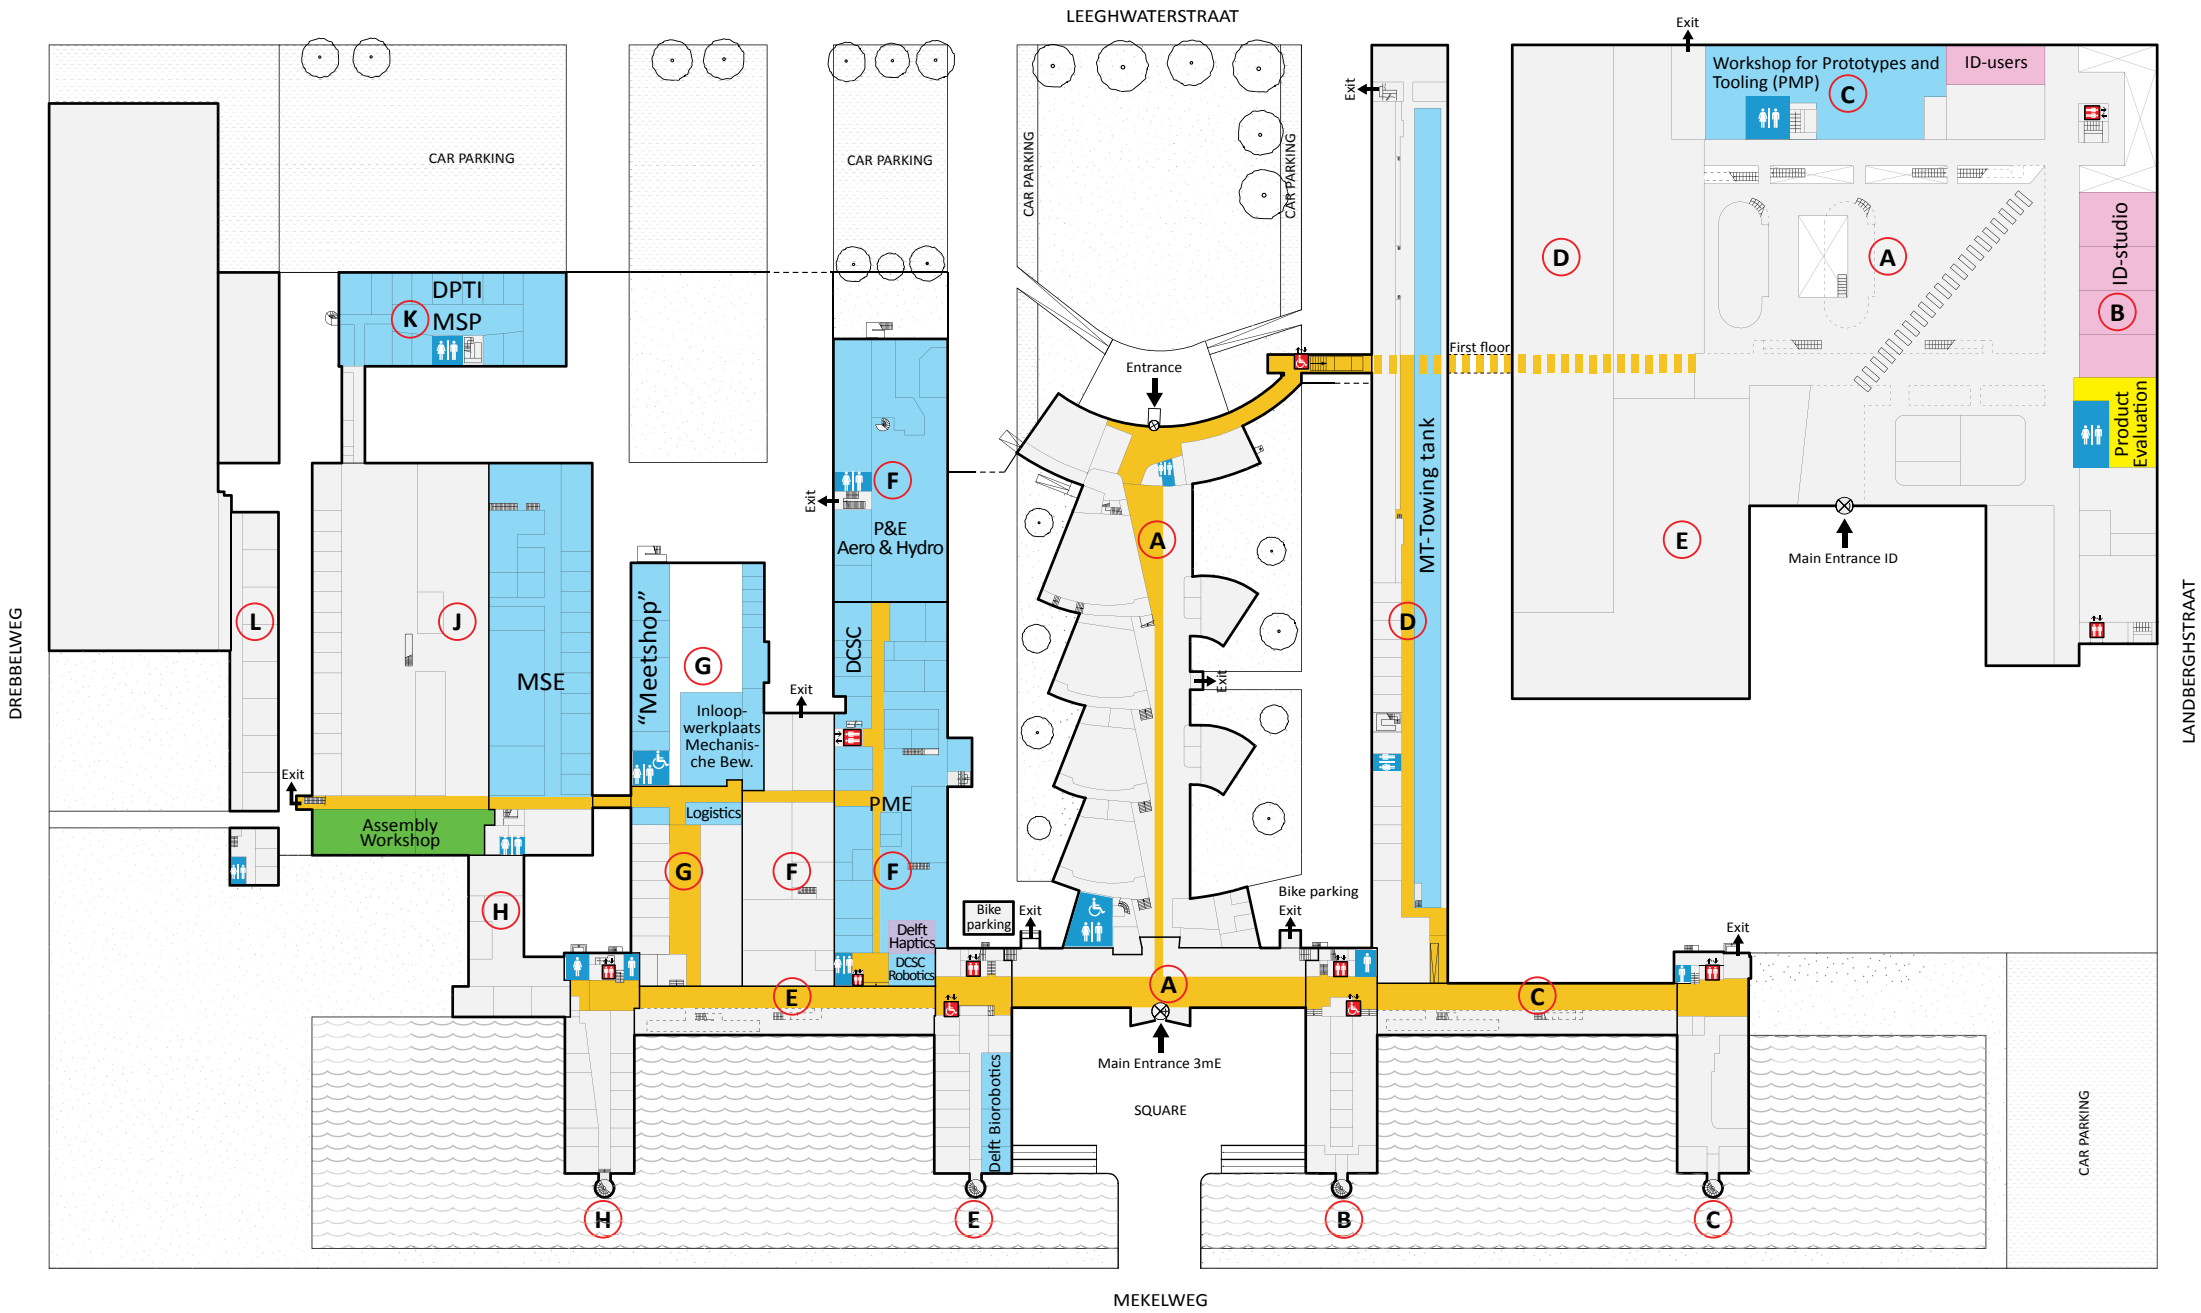 LEEGHWATERSTRAAT
Exit
Workshop for Prototypes and
Tooling (PMP)
C
ID-users
Exit
CAR PARKING
CAR PARKING
CAR PARKING
CAR PARKING
ID-studio
B
D
A
DPTI
K
MSP
First floor
Entrance
Product
Evaluation
MT-Towing tank
F
Exit
P&E
Aero & Hydro
A
E
Main Entrance ID
DREBBELWEG
LANDBERGHSTRAAT
L
J
MSE
"Meetshop"
G
DCSC
D
Exit
Exit
Inloop-
werkplaats
Mechanis-
che Bew.
Exit
PME
Logistics
Assembly
Workshop
G
F
F
H
Bike
parking
Exit
Bike parking
Exit
Exit
Delft
Haptics
DCSC
Robotics
E
A
C
Main Entrance 3mE
SQUARE
Delft Biorobotics
CAR PARKING
H
E
B
C
MEKELWEG